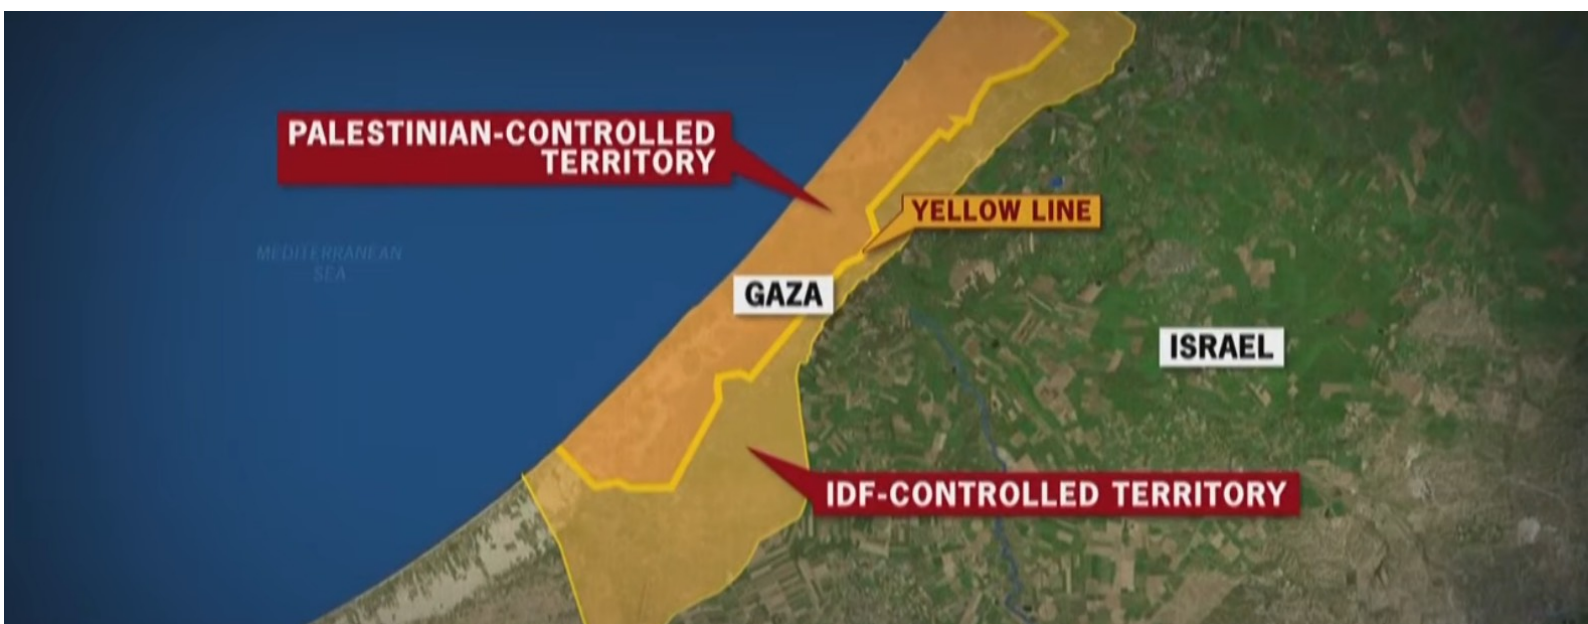 PALESTINIAN-CONTROLLED
TERRITORY
YELLOW LINE
MEDITERRANEAN
SEA
GAZA
ISRAEL
IDF-CONTROLLED TERRITORY